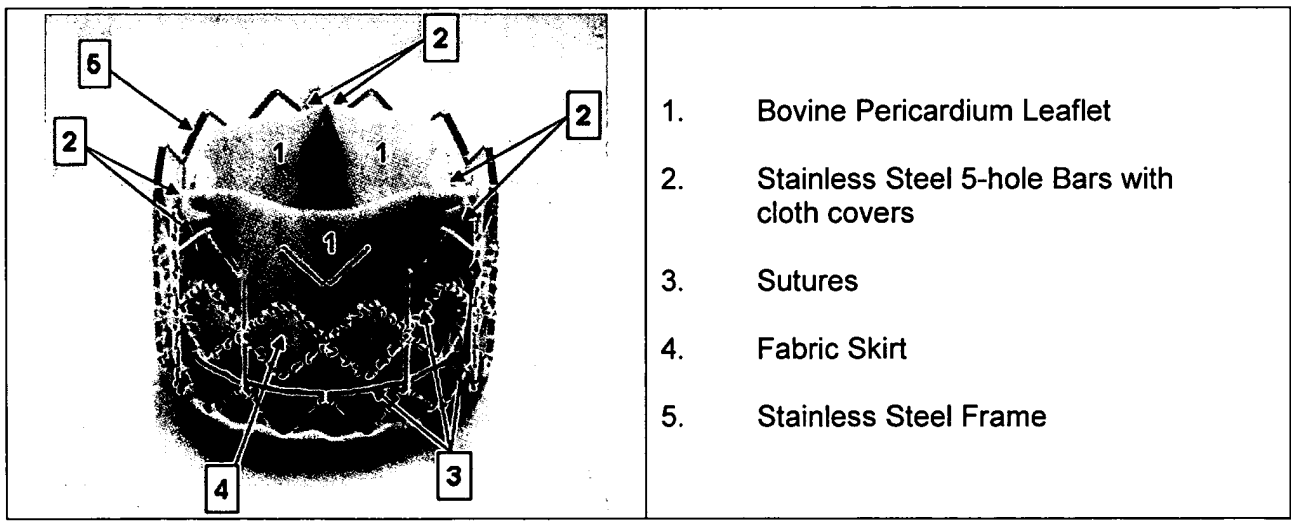 2
5
2
2
1
1
1
4
3
1. Bovine Pericardium Leaflet
2. Stainless Steel 5-hole Bars with
cloth covers
3. Sutures
4. Fabric Skirt
5. Stainless Steel Frame